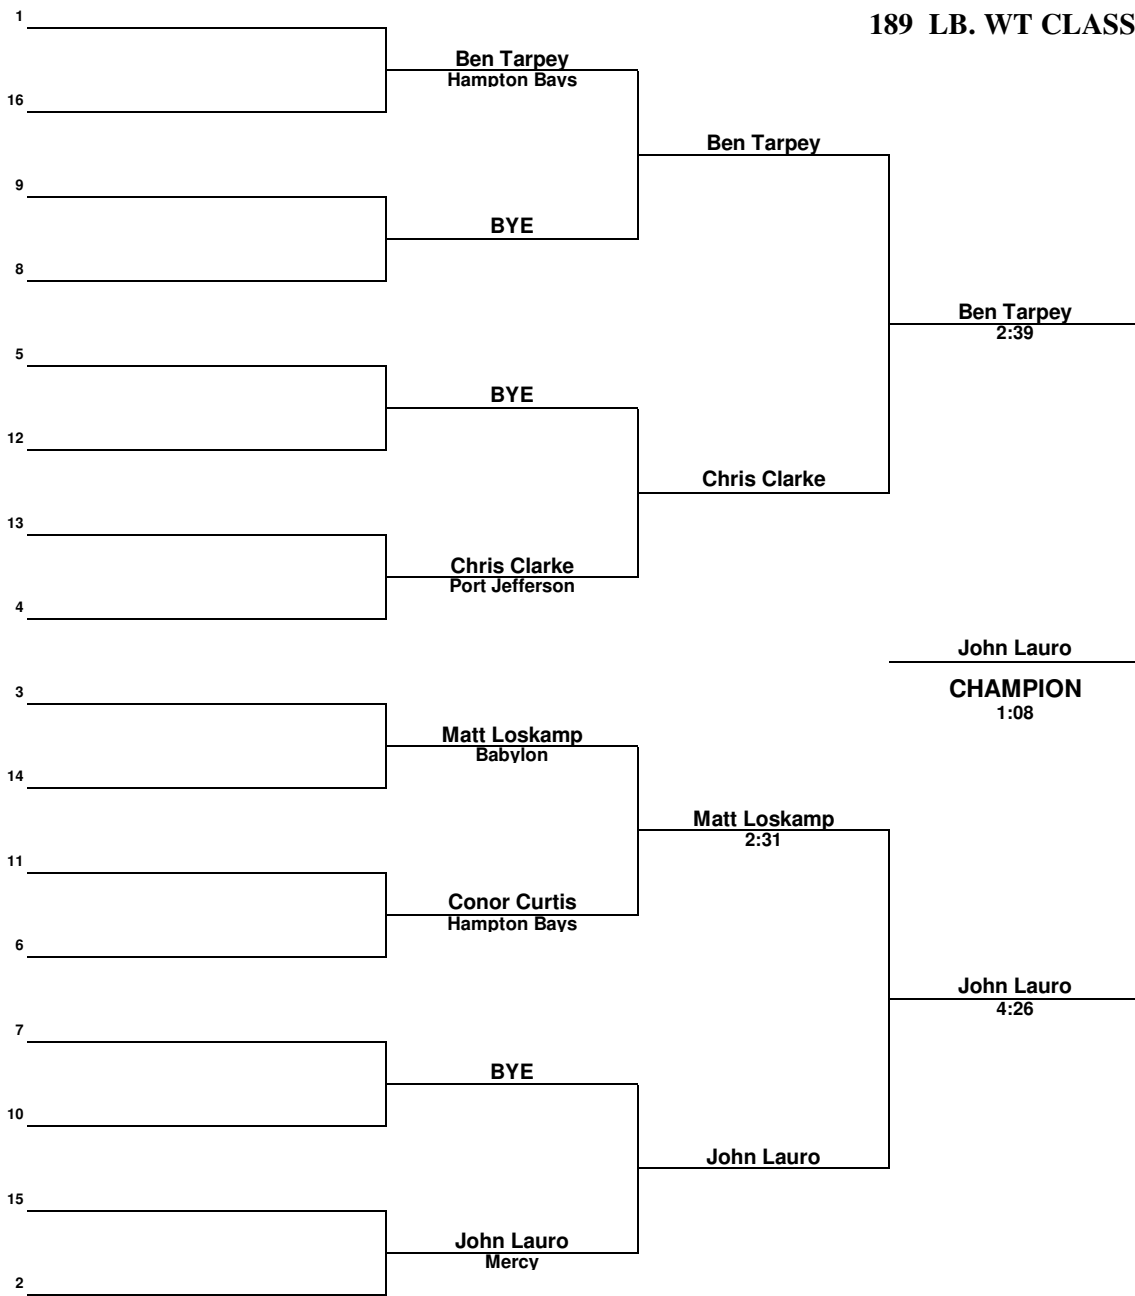 1
189 LB. WT CLASS
Ben Tarpey
Hampton Bays
16
Ben Tarpey
9
BYE
8
Ben Tarpey
2:39
5
BYE
12
Chris Clarke
13
Chris Clarke
Port Jefferson
4
John Lauro
CHAMPION
1:08
3
Matt Loskamp
Babylon
14
Matt Loskamp
2:31
11
Conor Curtis
Hampton Bays
6
John Lauro
4:26
7
BYE
10
John Lauro
15
John Lauro
Mercy
2